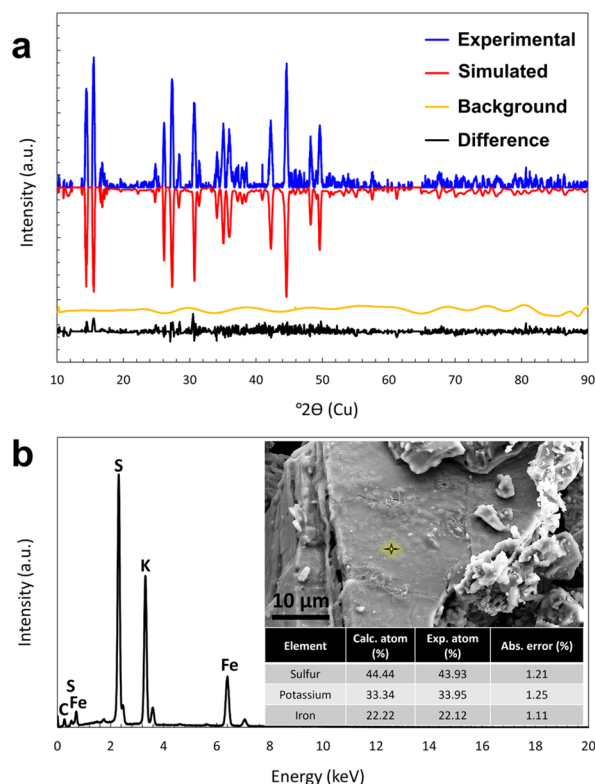 a
Experimental
Simulated
Background
Difference
Intensity (a.u.)
10 20 30 40 50 60 70 80 90
°2Θ (Cu)
b
S
K
Fe
S
Fe
C
Intensity (a.u.)
10 µm
Element Calc. atom (%) Exp. atom (%) Abs. error (%)
Sulfur 44.44 43.93 1.21
Potassium 33.34 33.95 1.25
Iron 22.22 22.12 1.11
0 2 4 6 8 10 12 14 16 18 20
Energy (keV)